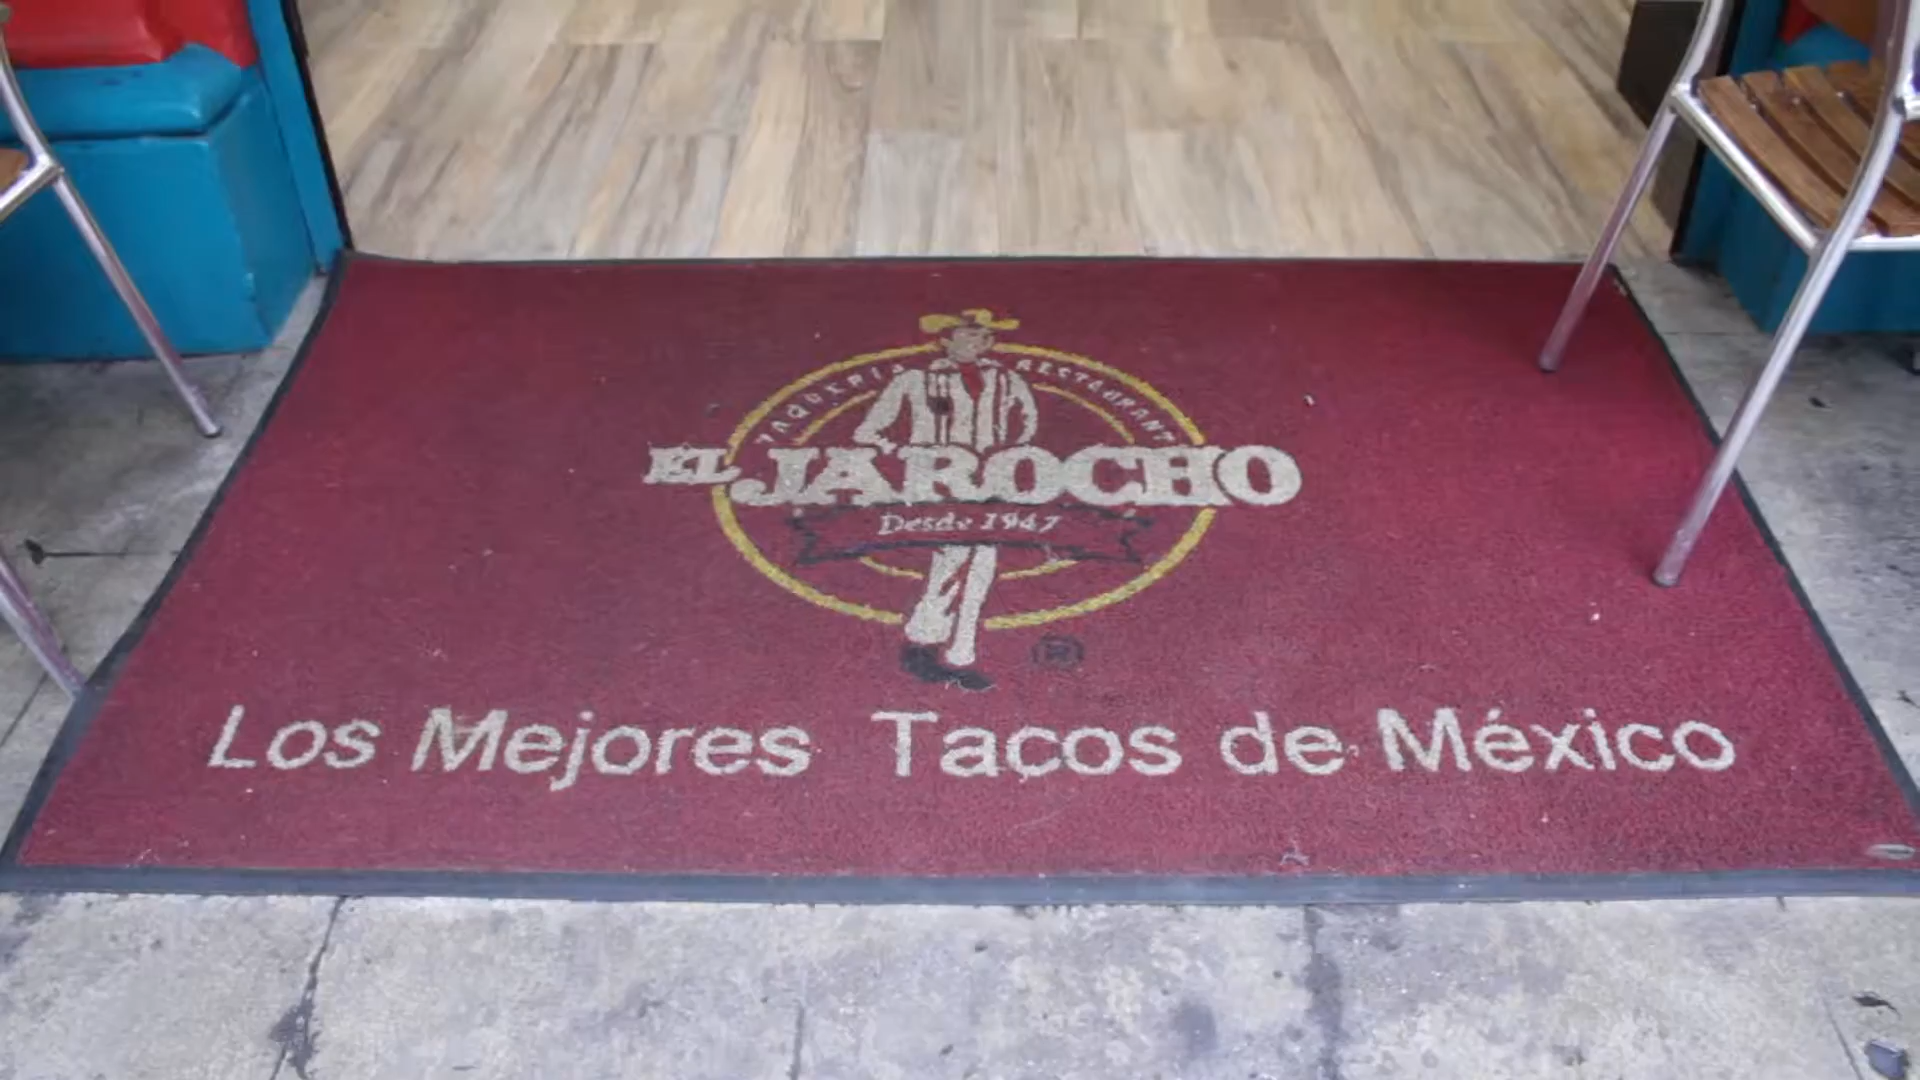 TAQUERIA RESTAURANT
EL JAROCHO
Desde 1947
®
Los Mejores Tacos de México